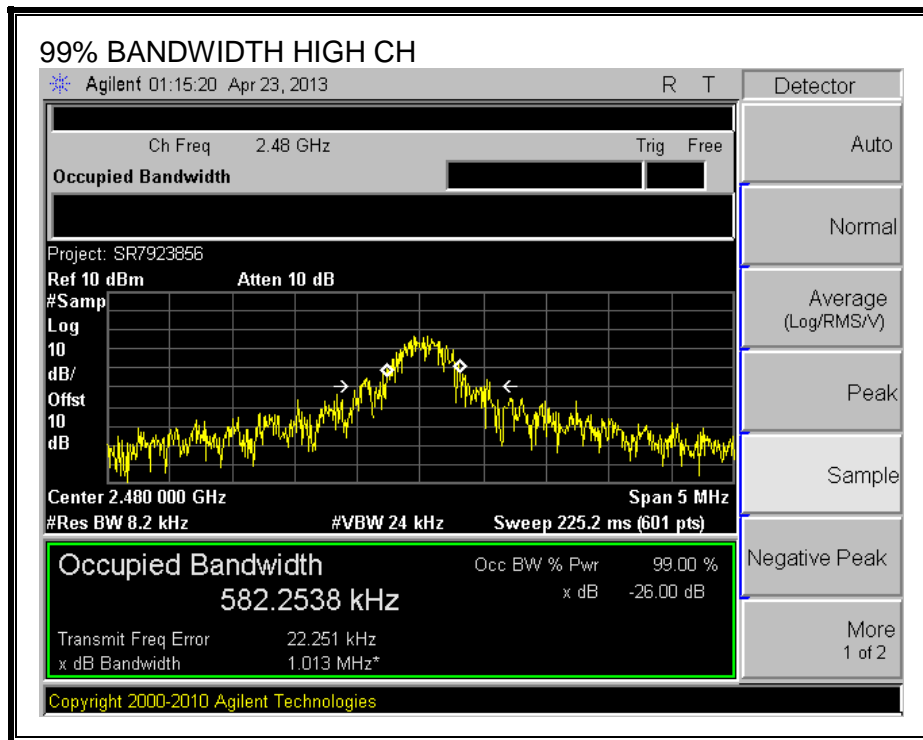 99% BANDWIDTH HIGH CH
Agilent 01:15:20 Apr 23, 2013 R T Detector
Ch Freq 2.48 GHz Trig Free
Occupied Bandwidth
Auto
Normal
Average
(Log/RMS/V)
Peak
Sample
Negative Peak
More
1 of 2
Project: SR7923856
Ref 10 dBm Atten 10 dB
#Samp
Log
10
dB/
Offst
10
dB
Center 2.480 000 GHz Span 5 MHz
#Res BW 8.2 kHz #VBW 24 kHz Sweep 225.2 ms (601 pts)
Occupied Bandwidth Occ BW % Pwr 99.00 %
582.2538 kHz x dB -26.00 dB
Transmit Freq Error 22.251 kHz
x dB Bandwidth 1.013 MHz*
Copyright 2000-2010 Agilent Technologies